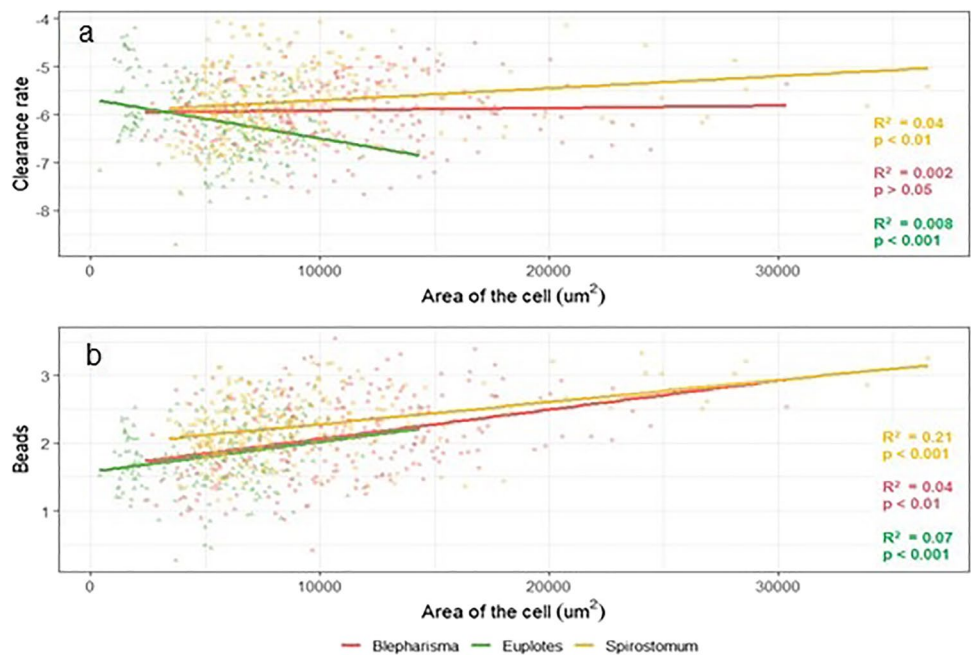 a
-4
-5
-6
-7
-8
Clearance rate
R² = 0.04
p < 0.01
R² = 0.002
p > 0.05
R² = 0.008
p < 0.001
0 10000 20000 30000
Area of the cell (um²)
b
3
2
1
Beads
R² = 0.21
p < 0.001
R² = 0.04
p < 0.01
R² = 0.07
p < 0.001
0 10000 20000 30000
Area of the cell (um²)
Blepharisma Euplotes Spirostomum